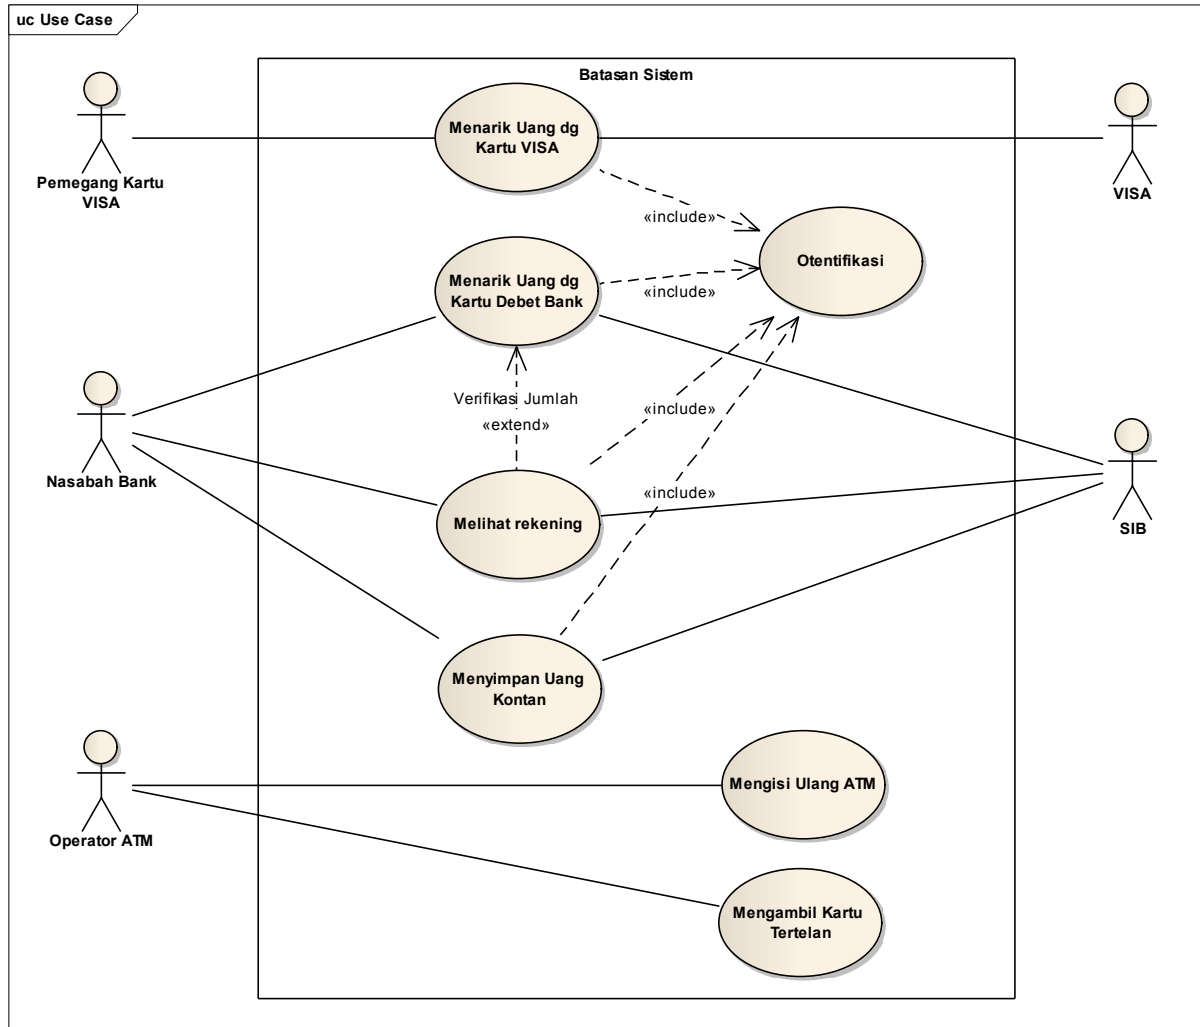 uc Use Case
Batasan Sistem
Menarik Uang dg
Kartu VISA
Pemegang Kartu
VISA
VISA
«include»
Otentifikasi
Menarik Uang dg
Kartu Debet Bank
«include»
Verifikasi Jumlah
«extend»
«include»
Nasabah Bank
«include»
Melihat rekening
SIB
Menyimpan Uang
Kontan
Mengisi Ulang ATM
Operator ATM
Mengambil Kartu
Tertelan